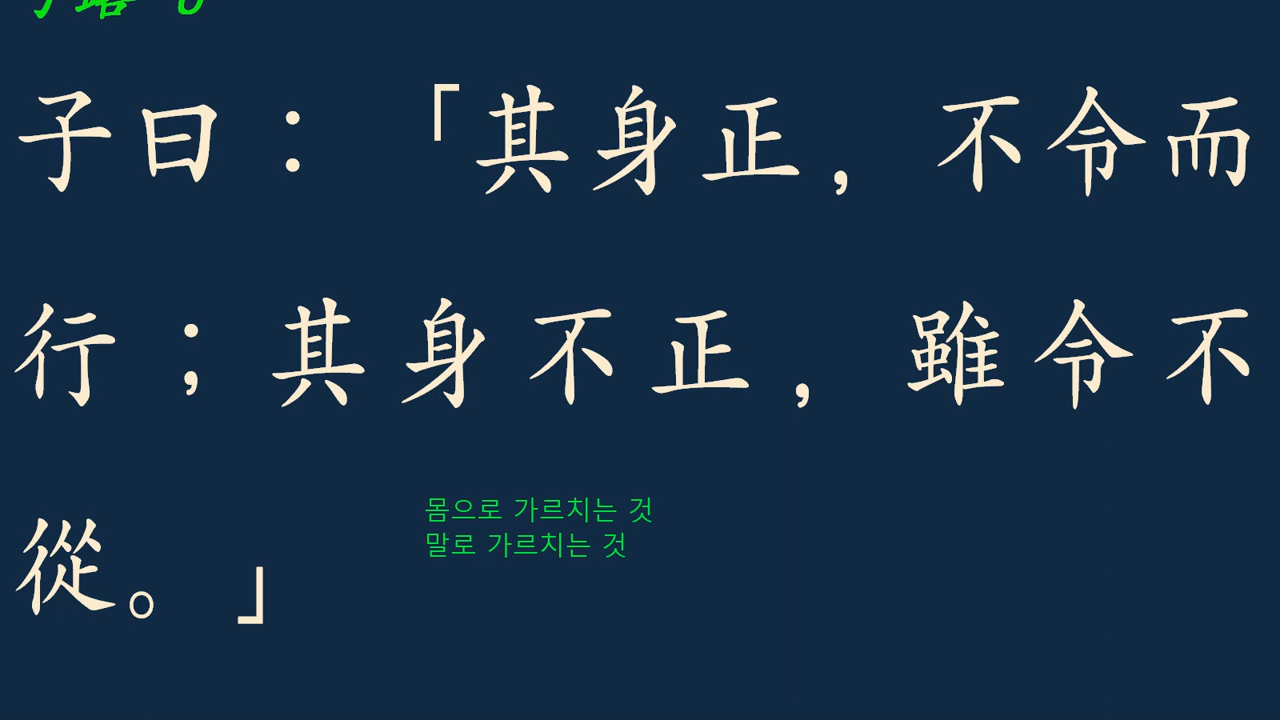 子曰：「其身正，不令而
行；其身不正，雖令不
從。」
몸으로 가르치는 것
말로 가르치는 것